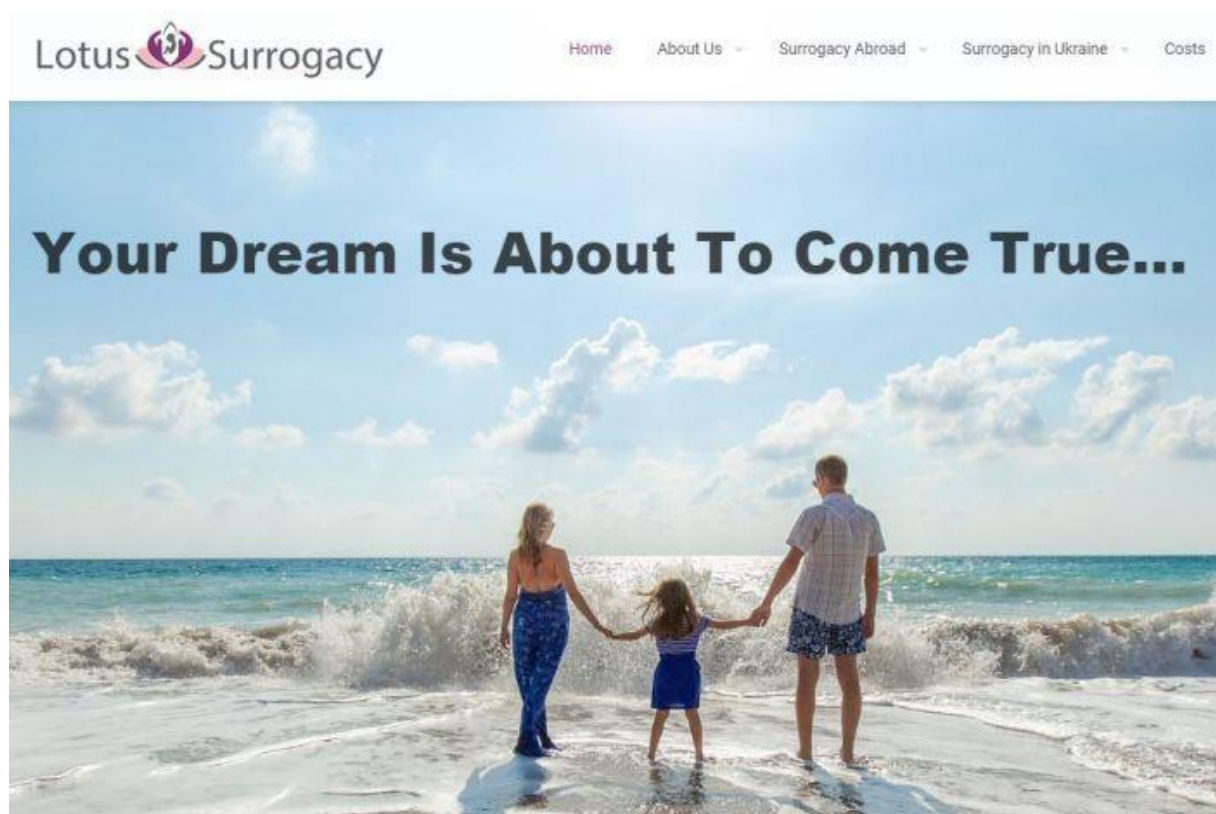 Lotus Surrogacy
Home About Us Surrogacy Abroad Surrogacy in Ukraine Costs
Your Dream Is About To Come True...